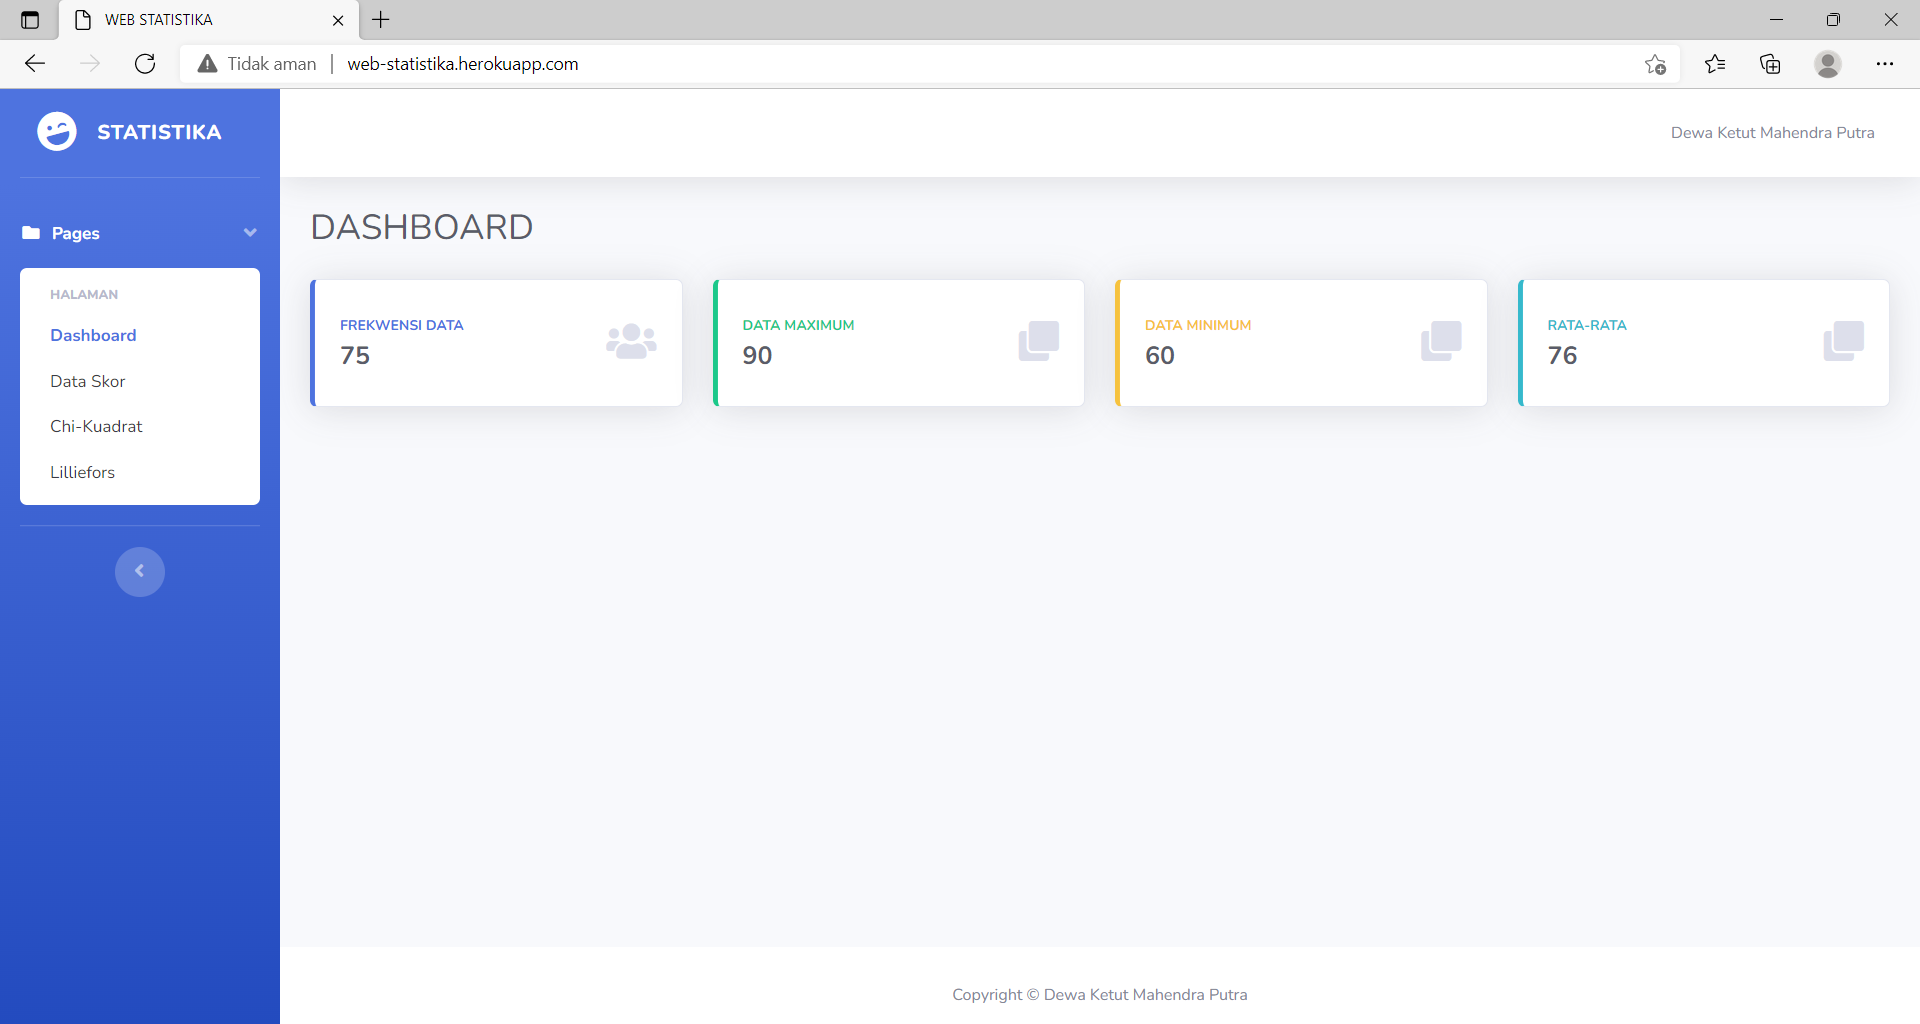 WEB STATISTIKA
Tidak aman | web-statistika.herokuapp.com
STATISTIKA
Dewa Ketut Mahendra Putra
Pages
HALAMAN
Dashboard
Data Skor
Chi-Kuadrat
Lilliefors
DASHBOARD
FREKWENSI DATA
75
DATA MAXIMUM
90
DATA MINIMUM
60
RATA-RATA
76
Copyright © Dewa Ketut Mahendra Putra